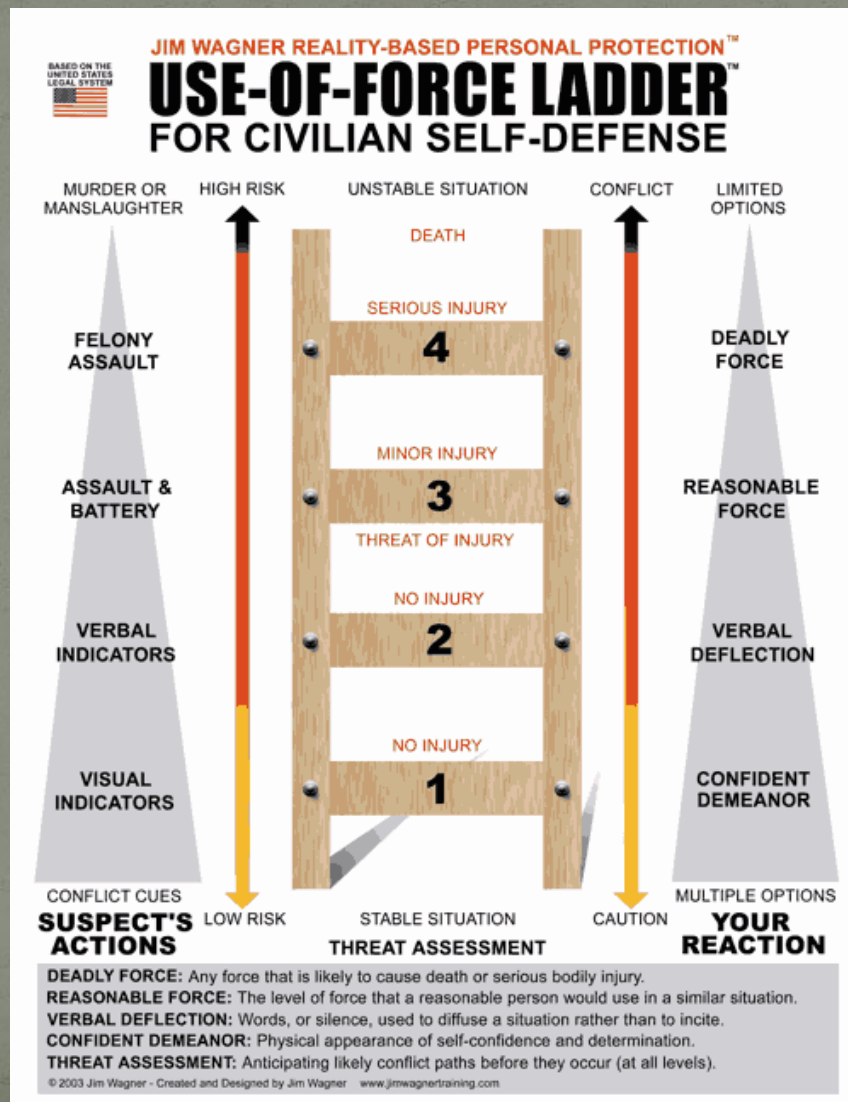 JIM WAGNER REALITY-BASED PERSONAL PROTECTION™
BASED ON THE
UNITED STATES
LEGAL SYSTEM
USE-OF-FORCE LADDER™
FOR CIVILIAN SELF-DEFENSE
MURDER OR
MANSLAUGHTER
HIGH RISK
UNSTABLE SITUATION
CONFLICT
LIMITED
OPTIONS
DEATH
SERIOUS INJURY
FELONY
ASSAULT
4
DEADLY
FORCE
MINOR INJURY
ASSAULT &
BATTERY
3
REASONABLE
FORCE
THREAT OF INJURY
NO INJURY
VERBAL
INDICATORS
2
VERBAL
DEFLECTION
NO INJURY
VISUAL
INDICATORS
1
CONFIDENT
DEMEANOR
CONFLICT CUES
SUSPECT'S
ACTIONS
LOW RISK
STABLE SITUATION
THREAT ASSESSMENT
CAUTION
MULTIPLE OPTIONS
YOUR
REACTION
DEADLY FORCE: Any force that is likely to cause death or serious bodily injury.
REASONABLE FORCE: The level of force that a reasonable person would use in a similar situation.
VERBAL DEFLECTION: Words, or silence, used to diffuse a situation rather than to incite.
CONFIDENT DEMEANOR: Physical appearance of self-confidence and determination.
THREAT ASSESSMENT: Anticipating likely conflict paths before they occur (at all levels).
© 2003 Jim Wagner - Created and Designed by Jim Wagner www.jimwagnertraining.com